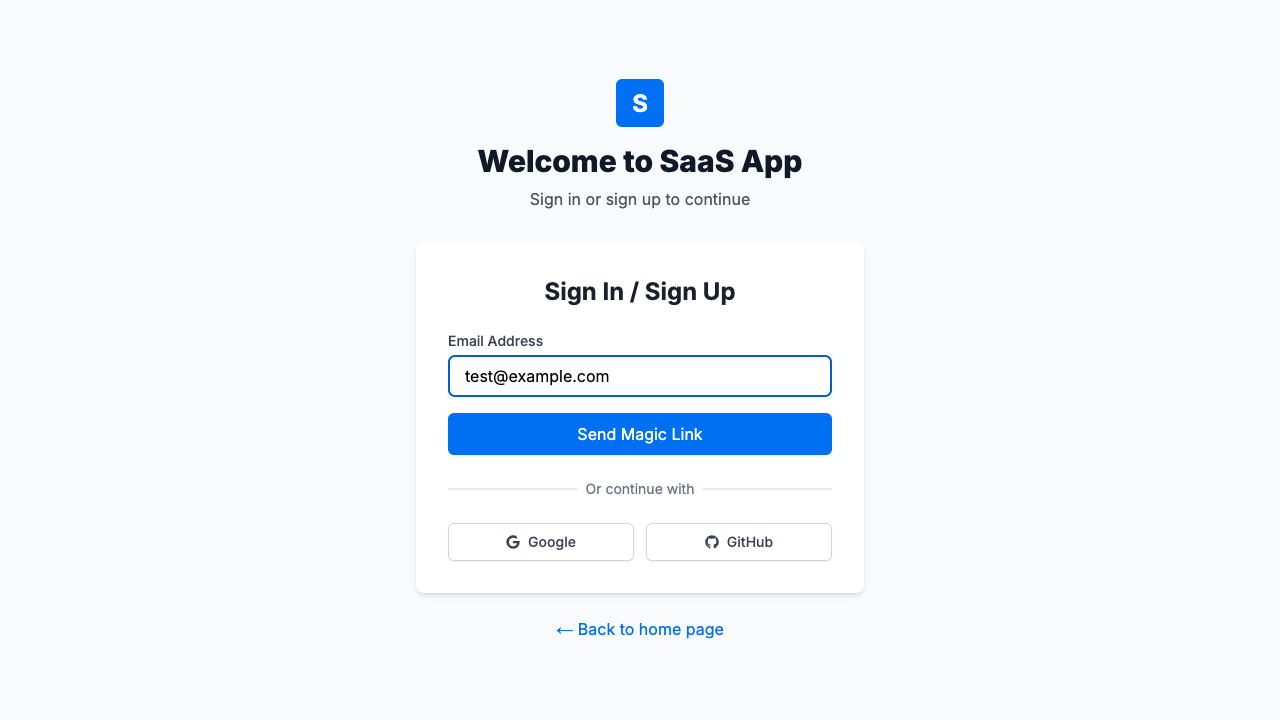 S
Welcome to SaaS App
Sign in or sign up to continue
Sign In / Sign Up
Email Address
test@example.com
Send Magic Link
Or continue with
Google
GitHub
← Back to home page